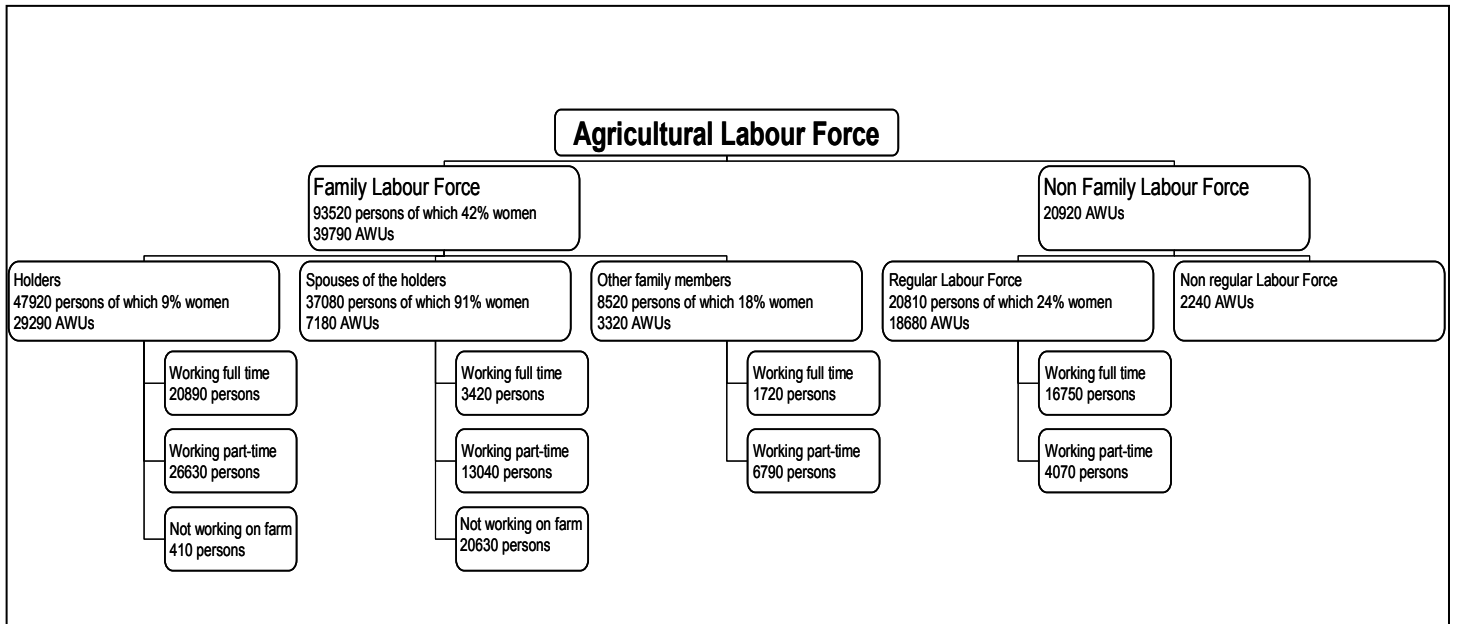 Agricultural Labour Force
Family Labour Force
93520 persons of which 42% women
39790 AWUs
Non Family Labour Force
20920 AWUs
Holders
47920 persons of which 9% women
29290 AWUs
Spouses of the holders
37080 persons of which 91% women
7180 AWUs
Other family members
8520 persons of which 18% women
3320 AWUs
Regular Labour Force
20810 persons of which 24% women
18680 AWUs
Non regular Labour Force
2240 AWUs
Working full time
20890 persons
Working full time
3420 persons
Working full time
1720 persons
Working full time
16750 persons
Working part-time
26630 persons
Working part-time
13040 persons
Working part-time
6790 persons
Working part-time
4070 persons
Not working on farm
410 persons
Not working on farm
20630 persons